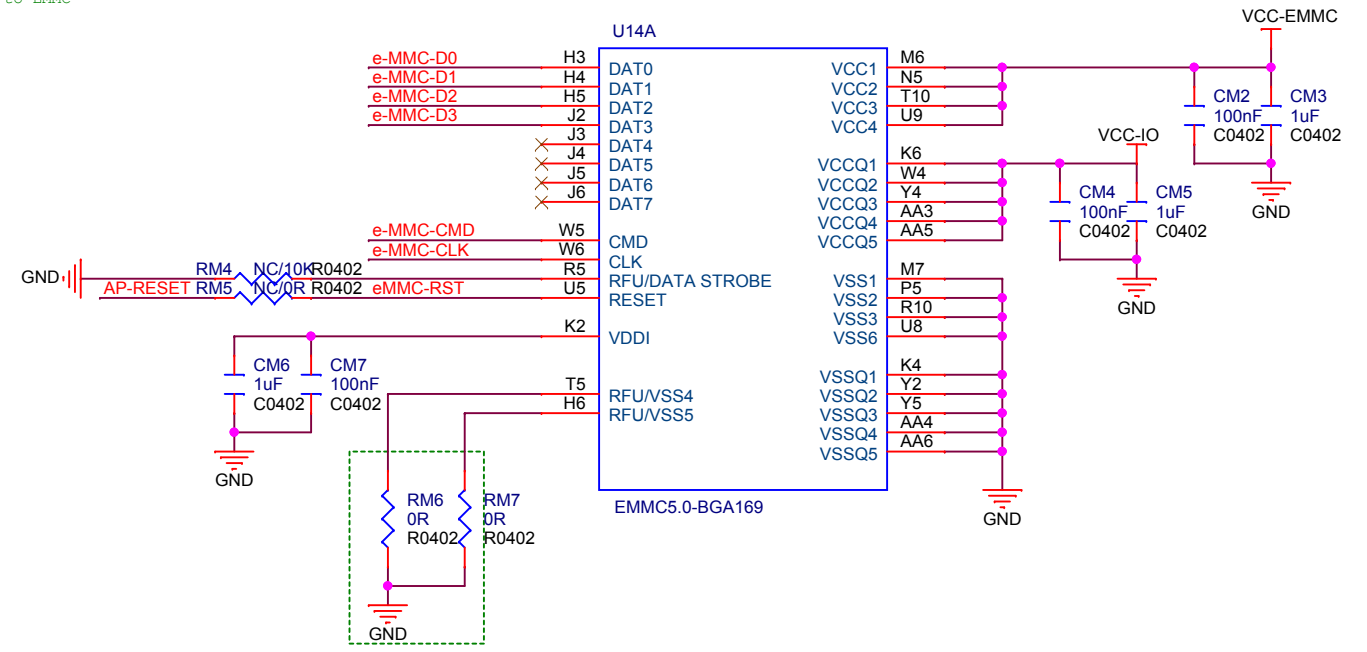 to EMMC
VCC-EMMC
U14A
e-MMC-D0 H3 DAT0 VCC1 M6
e-MMC-D1 H4 DAT1 VCC2 N5
e-MMC-D2 H5 DAT2 VCC3 T10
e-MMC-D3 J2 DAT3 VCC4 U9
CM2 100nF C0402
CM3 1uF C0402
GND
J3 DAT4
J4 DAT5
J5 DAT6
J6 DAT7
VCC-IO
VCCQ1 K6
VCCQ2 W4
VCCQ3 Y4
VCCQ4 AA3
VCCQ5 AA5
CM4 100nF C0402
CM5 1uF C0402
GND
e-MMC-CMD W5 CMD
e-MMC-CLK W6 CLK
GND RM4 NC/10K R0402 R5 RFU/DATA STROBE
AP-RESET RM5 NC/0R R0402 eMMC-RST U5 RESET
VSS1 M7
VSS2 P5
VSS3 R10
VSS6 U8
K2 VDDI
CM6 1uF C0402
CM7 100nF C0402
GND
VSSQ1 K4
VSSQ2 Y2
VSSQ3 Y5
VSSQ4 AA4
VSSQ5 AA6
GND
T5 RFU/VSS4
H6 RFU/VSS5
RM6 0R R0402
RM7 0R R0402
GND
EMMC5.0-BGA169